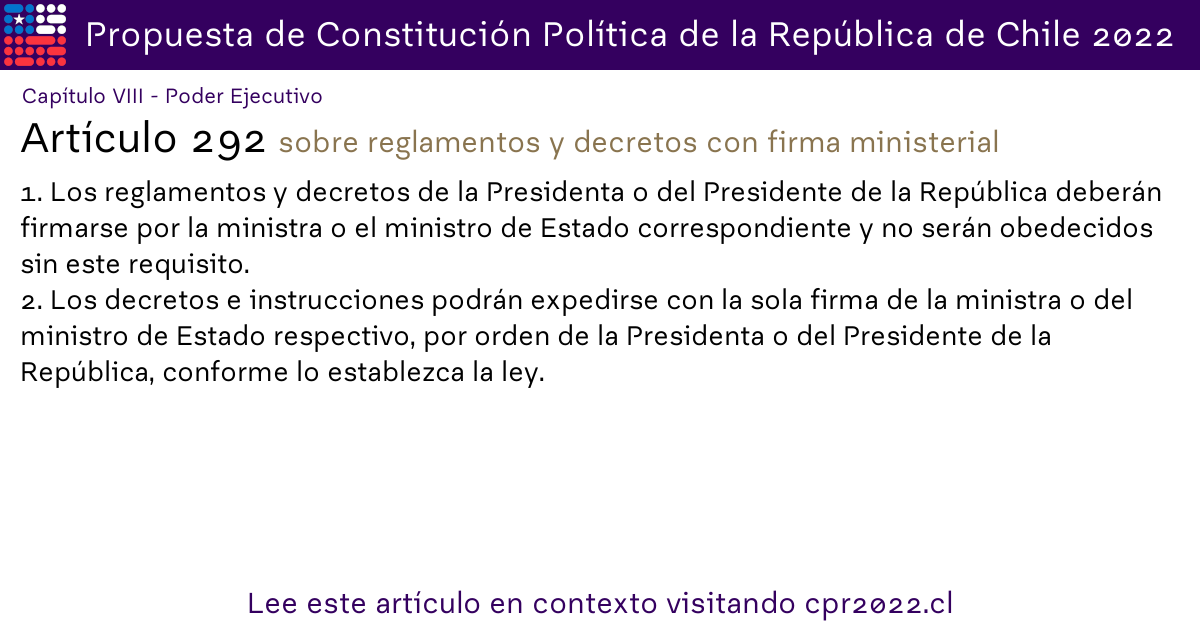 Propuesta de Constitución Política de la República de Chile 2022
Capítulo VIII - Poder Ejecutivo
Artículo 292 sobre reglamentos y decretos con firma ministerial
1. Los reglamentos y decretos de la Presidenta o del Presidente de la República deberán
firmarse por la ministra o el ministro de Estado correspondiente y no serán obedecidos
sin este requisito.
2. Los decretos e instrucciones podrán expedirse con la sola firma de la ministra o del
ministro de Estado respectivo, por orden de la Presidenta o del Presidente de la
República, conforme lo establezca la ley.
Lee este artículo en contexto visitando cpr2022.cl